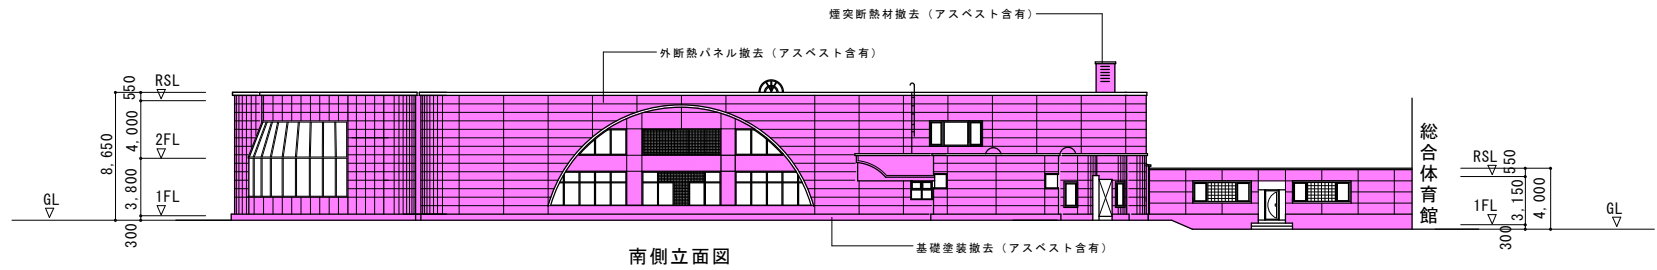 煙突断熱材撤去（アスベスト含有）
外断熱パネル撤去（アスベスト含有）
RSL
550
4,000
2FL
8,650
3,800
1FL
GL
300
総合体育館
RSL
550
3,150
4,000
1FL
300
GL
基礎塗装撤去（アスベスト含有）
南側立面図